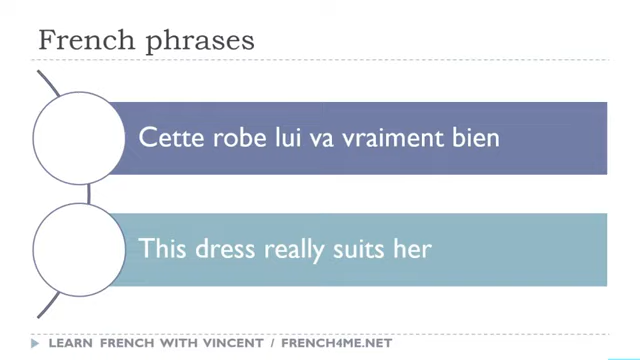 French phrases
Cette robe lui va vraiment bien
This dress really suits her
LEARN FRENCH WITH VINCENT / FRENCH4ME.NET